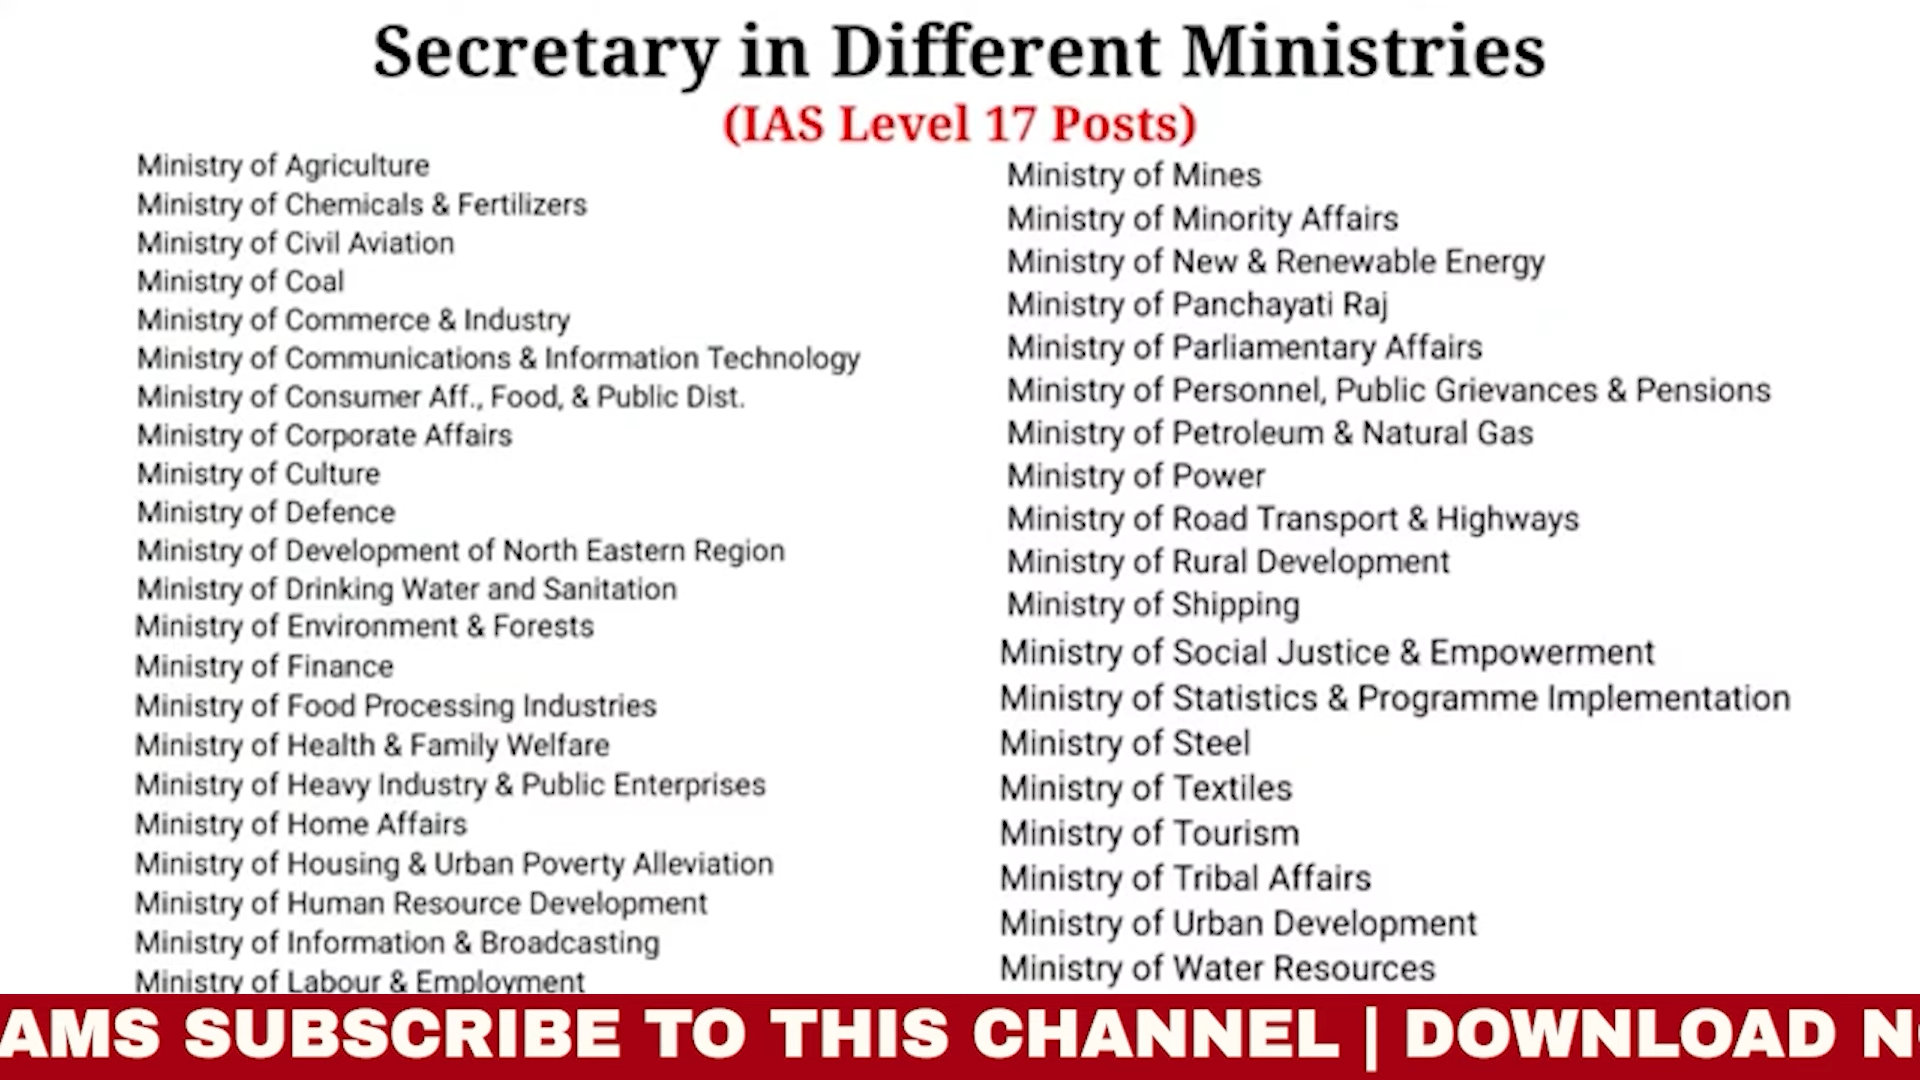 Secretary in Different Ministries
(IAS Level 17 Posts)
Ministry of Agriculture
Ministry of Chemicals & Fertilizers
Ministry of Civil Aviation
Ministry of Coal
Ministry of Commerce & Industry
Ministry of Communications & Information Technology
Ministry of Consumer Aff., Food, & Public Dist.
Ministry of Corporate Affairs
Ministry of Culture
Ministry of Defence
Ministry of Development of North Eastern Region
Ministry of Drinking Water and Sanitation
Ministry of Environment & Forests
Ministry of Finance
Ministry of Food Processing Industries
Ministry of Health & Family Welfare
Ministry of Heavy Industry & Public Enterprises
Ministry of Home Affairs
Ministry of Housing & Urban Poverty Alleviation
Ministry of Human Resource Development
Ministry of Information & Broadcasting
Ministry of Labour & Employment
Ministry of Mines
Ministry of Minority Affairs
Ministry of New & Renewable Energy
Ministry of Panchayati Raj
Ministry of Parliamentary Affairs
Ministry of Personnel, Public Grievances & Pensions
Ministry of Petroleum & Natural Gas
Ministry of Power
Ministry of Road Transport & Highways
Ministry of Rural Development
Ministry of Shipping
Ministry of Social Justice & Empowerment
Ministry of Statistics & Programme Implementation
Ministry of Steel
Ministry of Textiles
Ministry of Tourism
Ministry of Tribal Affairs
Ministry of Urban Development
Ministry of Water Resources
AMS SUBSCRIBE TO THIS CHANNEL | DOWNLOAD N